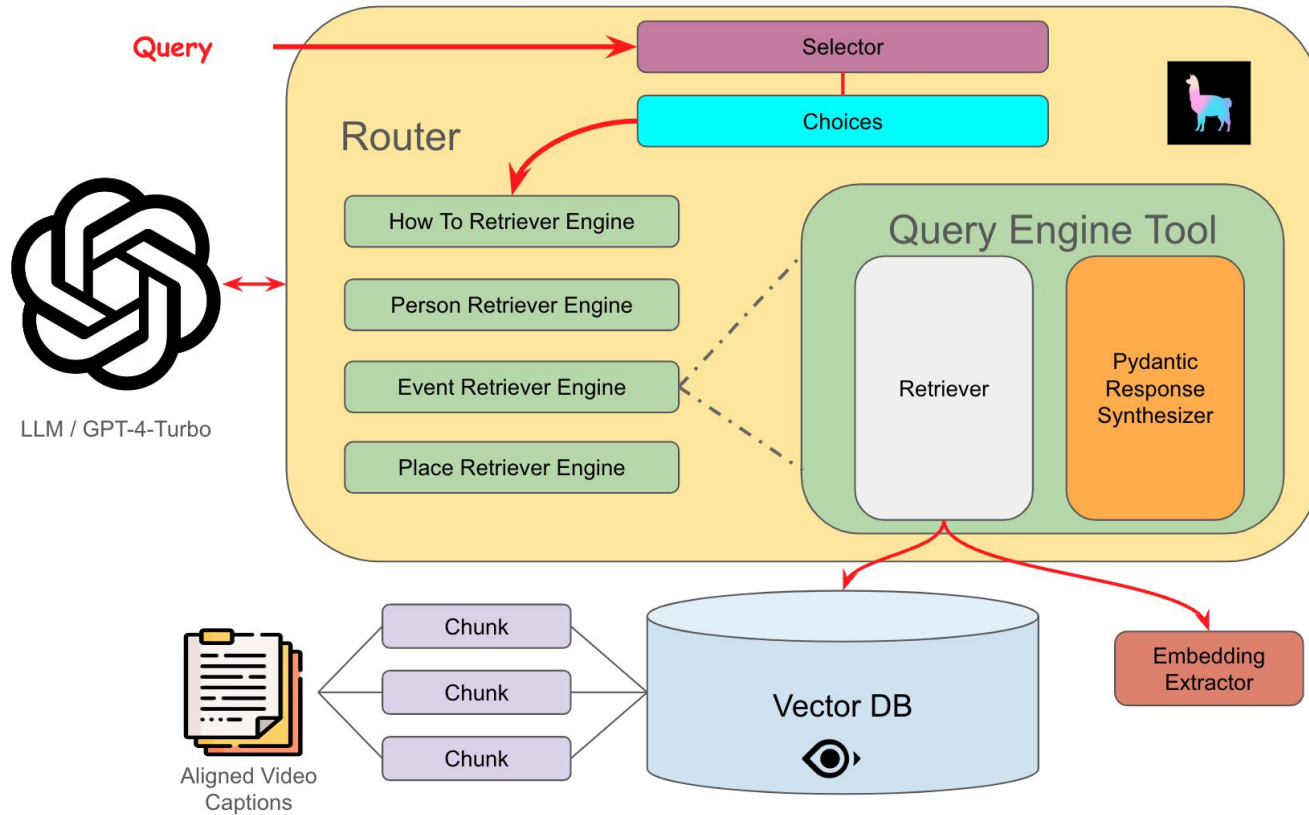 Query
Selector
Choices
Router
How To Retriever Engine
Person Retriever Engine
Event Retriever Engine
Place Retriever Engine
Query Engine Tool
Retriever
Pydantic
Response
Synthesizer
LLM / GPT-4-Turbo
Chunk
Chunk
Chunk
Aligned Video
Captions
Vector DB
Embedding
Extractor